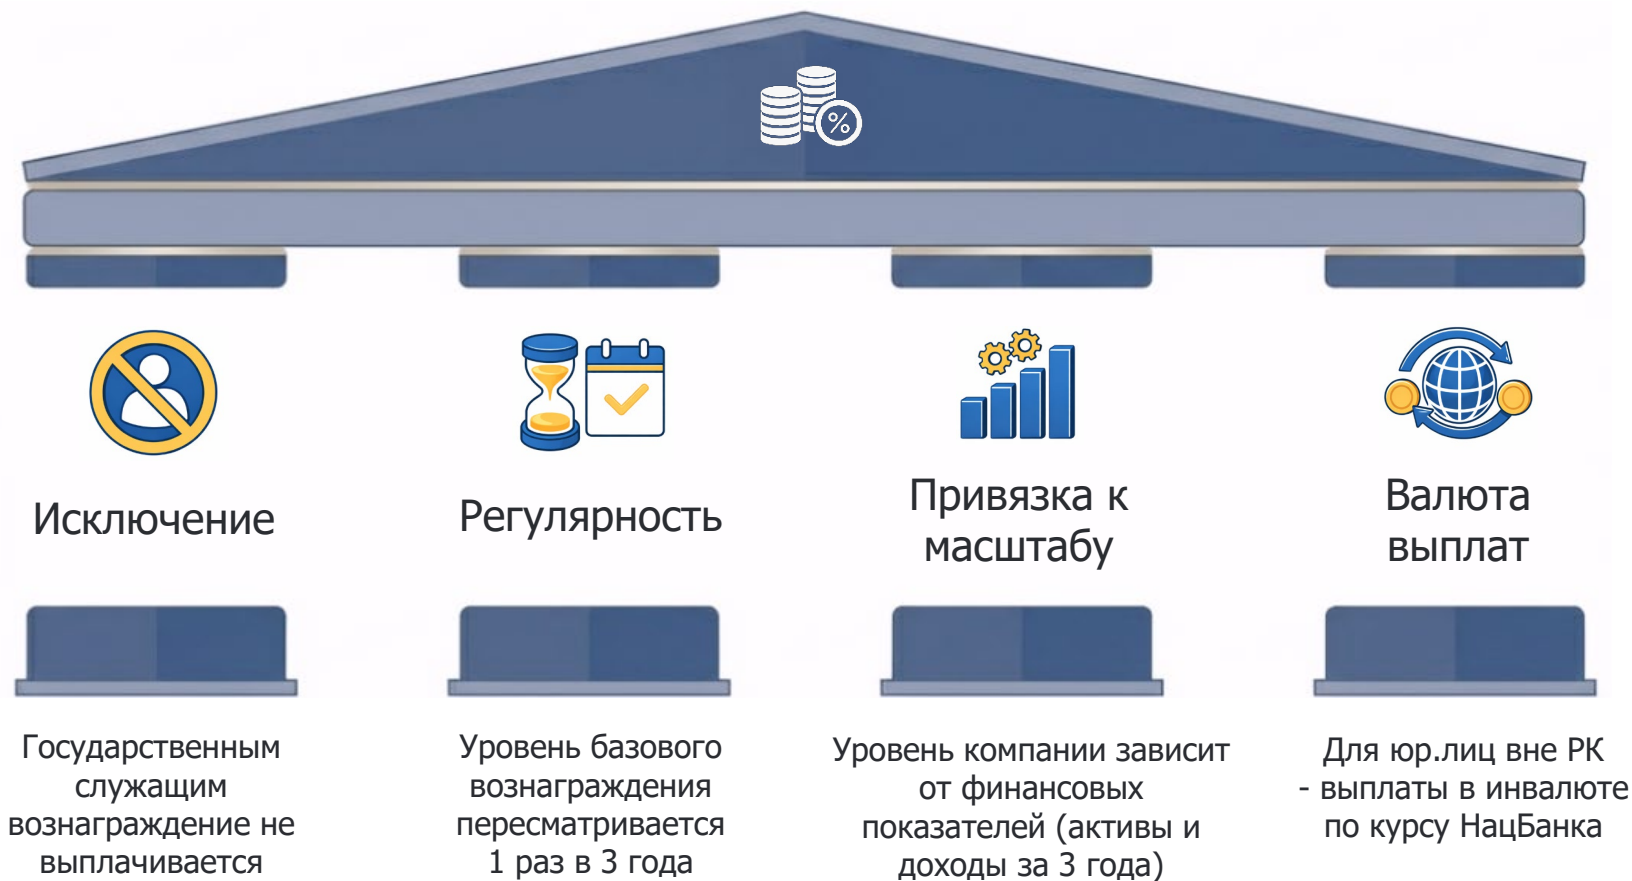 %
Исключение
Регулярность
Привязка к
масштабу
Валюта
выплат
Государственным
служащим
вознаграждение не
выплачивается
Уровень базового
вознаграждения
пересматривается
1 раз в 3 года
Уровень компании зависит
от финансовых
показателей (активы и
доходы за 3 года)
Для юр.лиц вне РК
- выплаты в инвалюте
по курсу НацБанка